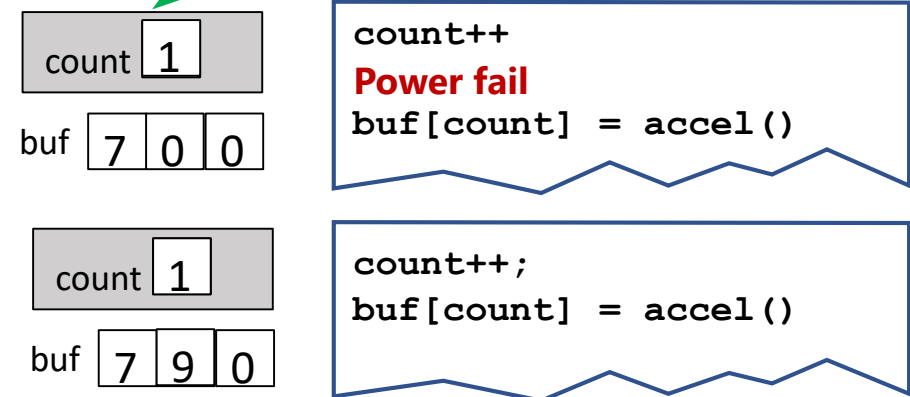 count 1
buf 7 0 0
count++
Power fail
buf[count] = accel()
count 1
buf 7 9 0
count++;
buf[count] = accel()